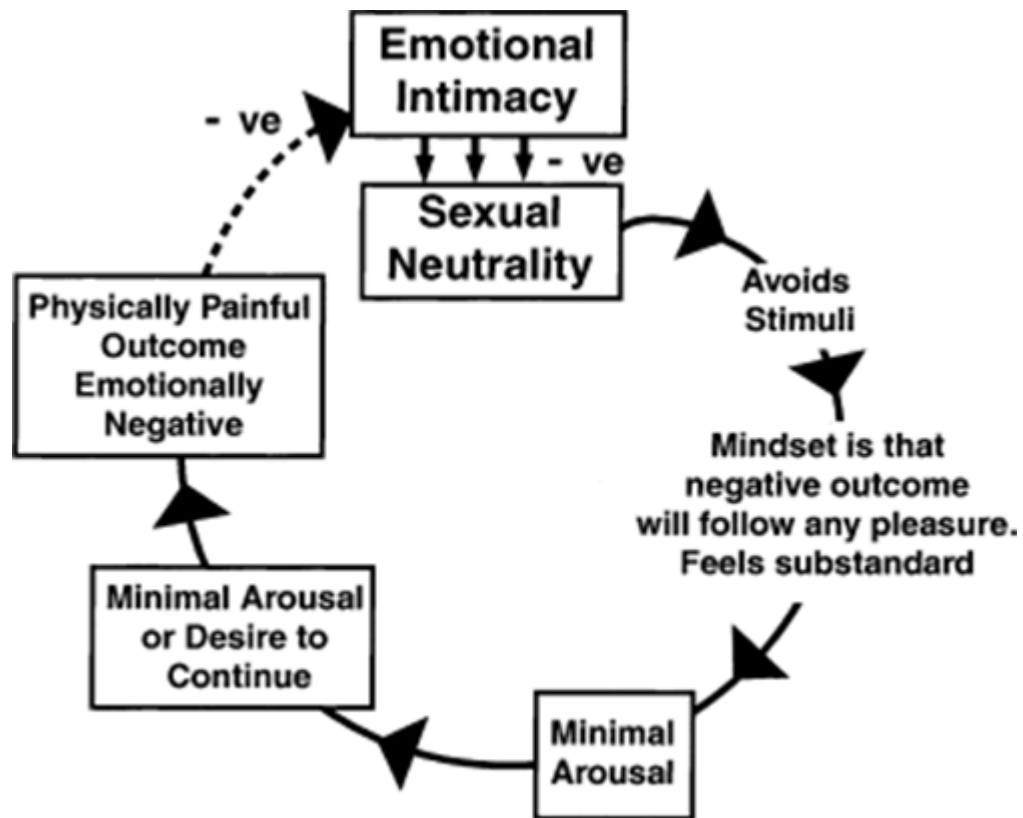 Emotional
Intimacy
- ve
- ve
Sexual
Neutrality
Avoids
Stimuli
Mindset is that
negative outcome
will follow any pleasure.
Feels substandard
Minimal
Arousal
Minimal Arousal
or Desire to
Continue
Physically Painful
Outcome
Emotionally
Negative